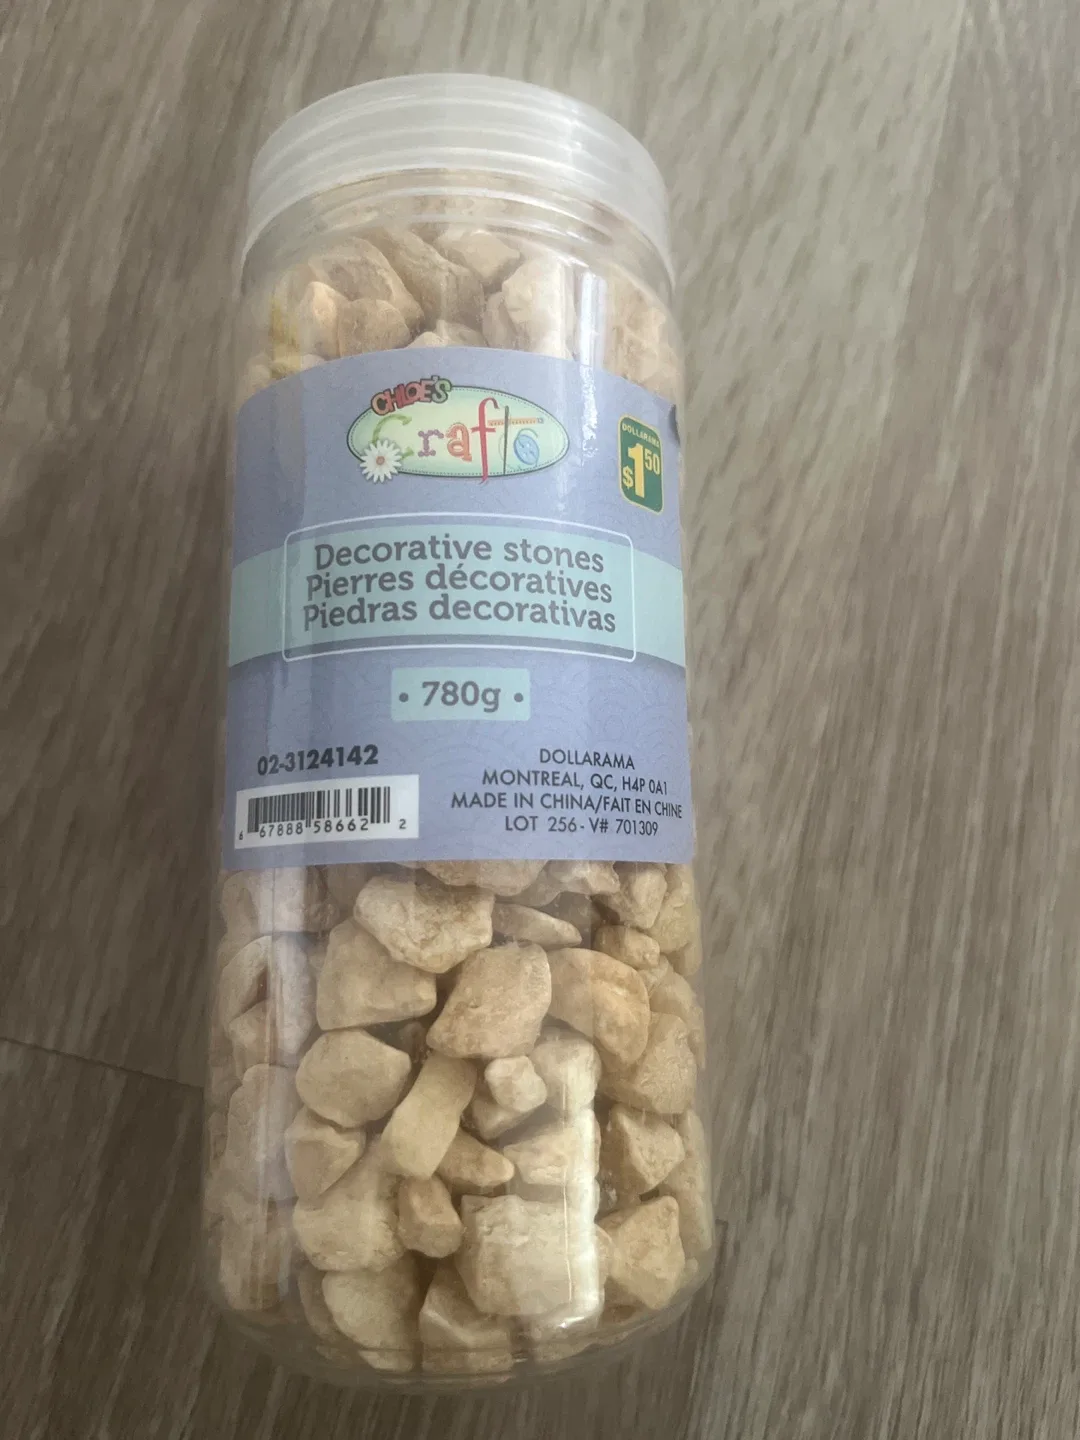 CHLOE'S
Crafts
DOLLARAMA
$1.50
Decorative stones
Pierres décoratives
Piedras decorativas
• 780g •
02-3124142
6 67888 58662 2
DOLLARAMA
MONTREAL, QC, H4P 0A1
MADE IN CHINA/FAIT EN CHINE
LOT 256 - V# 701309